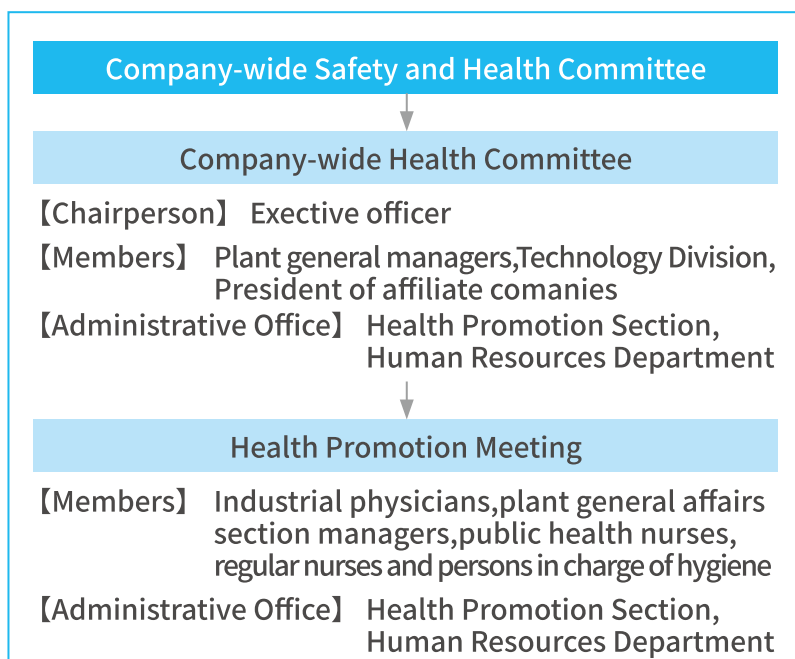 Company-wide Safety and Health Committee
Company-wide Health Committee
【Chairperson】 Exective officer
【Members】 Plant general managers,Technology Division,
President of affiliate comanies
【Administrative Office】 Health Promotion Section,
Human Resources Department
Health Promotion Meeting
【Members】 Industrial physicians,plant general affairs
section managers,public health nurses,
regular nurses and persons in charge of hygiene
【Administrative Office】 Health Promotion Section,
Human Resources Department